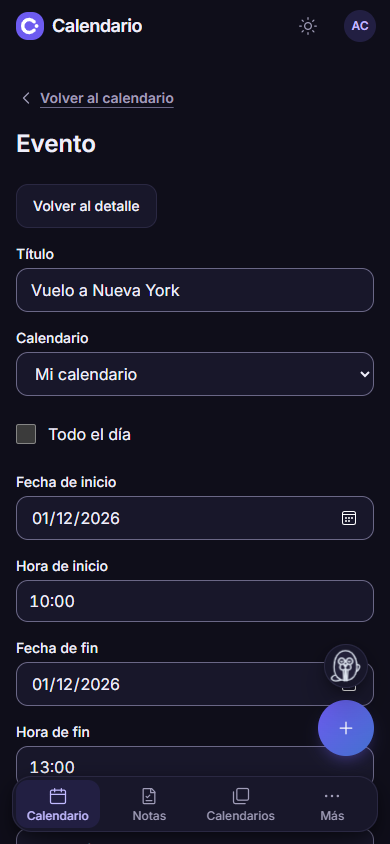 Calendario
AC
Volver al calendario
Evento
Volver al detalle
Título
Vuelo a Nueva York
Calendario
Mi calendario
Todo el día
Fecha de inicio
01/12/2026
Hora de inicio
10:00
Fecha de fin
01/12/2026
Hora de fin
13:00
Calendario
Notas
Calendarios
Más